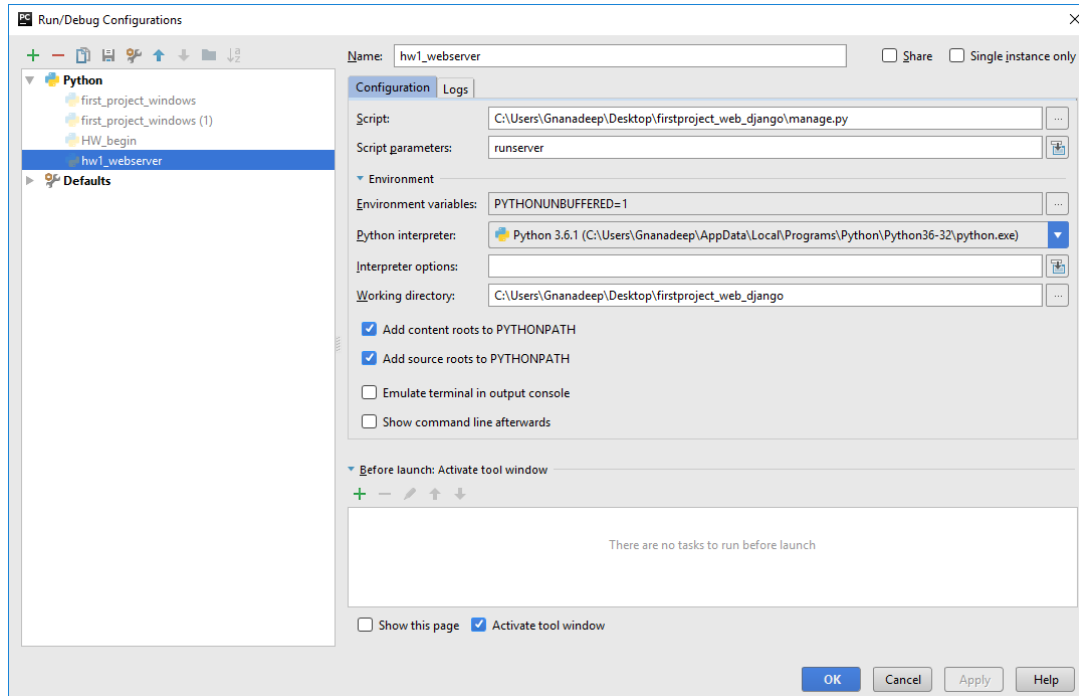 Run/Debug Configurations
Name: hw1_webserver
Share
Single instance only
Python
first_project_windows
first_project_windows (1)
HW_begin
hw1_webserver
Defaults
Configuration
Logs
Script: C:\Users\Gnanadeep\Desktop\firstproject_web_django\manage.py
Script parameters: runserver
Environment
Environment variables: PYTHONUNBUFFERED=1
Python interpreter: Python 3.6.1 (C:\Users\Gnanadeep\AppData\Local\Programs\Python\Python36-32\python.exe)
Interpreter options:
Working directory: C:\Users\Gnanadeep\Desktop\firstproject_web_django
Add content roots to PYTHONPATH
Add source roots to PYTHONPATH
Emulate terminal in output console
Show command line afterwards
Before launch: Activate tool window
There are no tasks to run before launch
Show this page
Activate tool window
OK
Cancel
Apply
Help